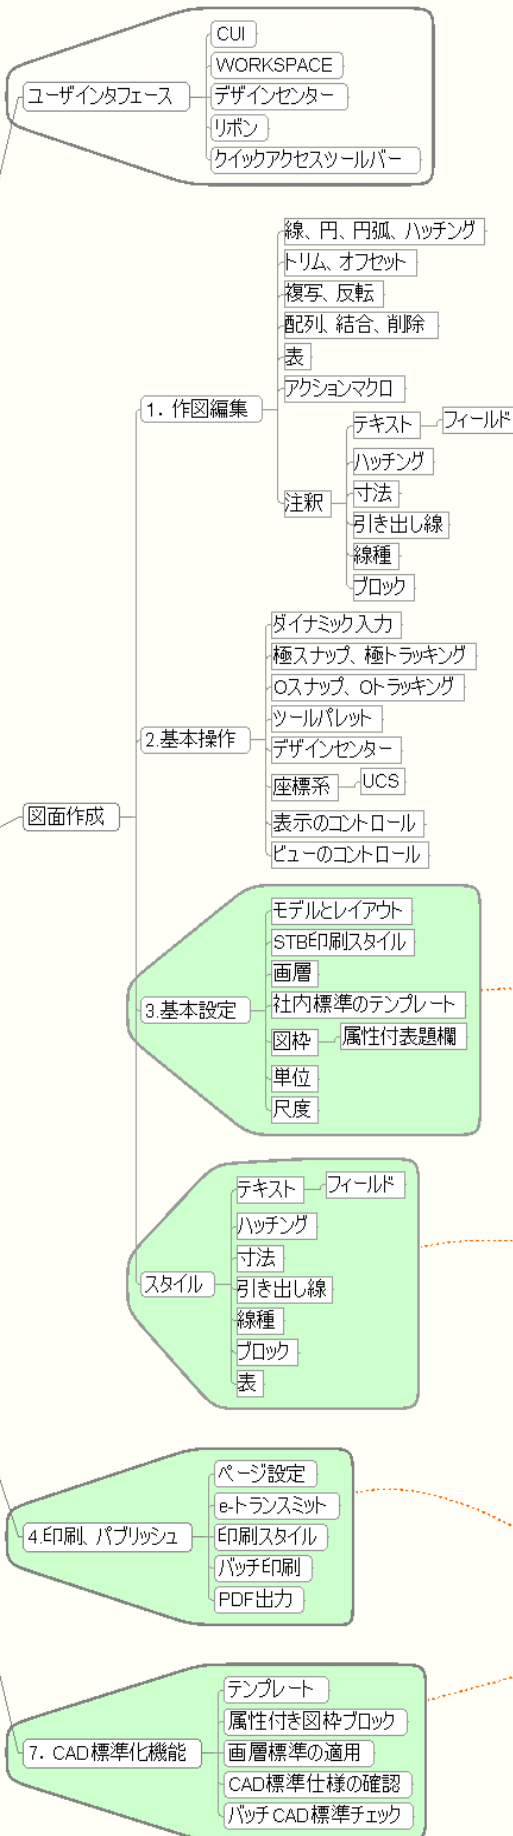 ユーザインタフェース
CUI
WORKSPACE
デザインセンター
リボン
クイックアクセスツールバー
図面作成
1. 作図編集
線、円、円弧、ハッチング
トリム、オフセット
複写、反転
配列、結合、削除
表
アクションマクロ
注釈
テキスト
フィールド
ハッチング
寸法
引き出し線
線種
ブロック
2.基本操作
ダイナミック入力
極スナップ、極トラッキング
Oスナップ、Oトラッキング
ツールパレット
デザインセンター
座標系
UCS
表示のコントロール
ビューのコントロール
3.基本設定
モデルとレイアウト
STB印刷スタイル
画層
社内標準のテンプレート
図枠
属性付表題欄
単位
尺度
スタイル
テキスト
フィールド
ハッチング
寸法
引き出し線
線種
ブロック
表
4.印刷、パブリッシュ
ページ設定
e-トランスミット
印刷スタイル
バッチ印刷
PDF出力
7. CAD標準化機能
テンプレート
属性付き図枠ブロック
画層標準の適用
CAD標準仕様の確認
バッチCAD標準チェック